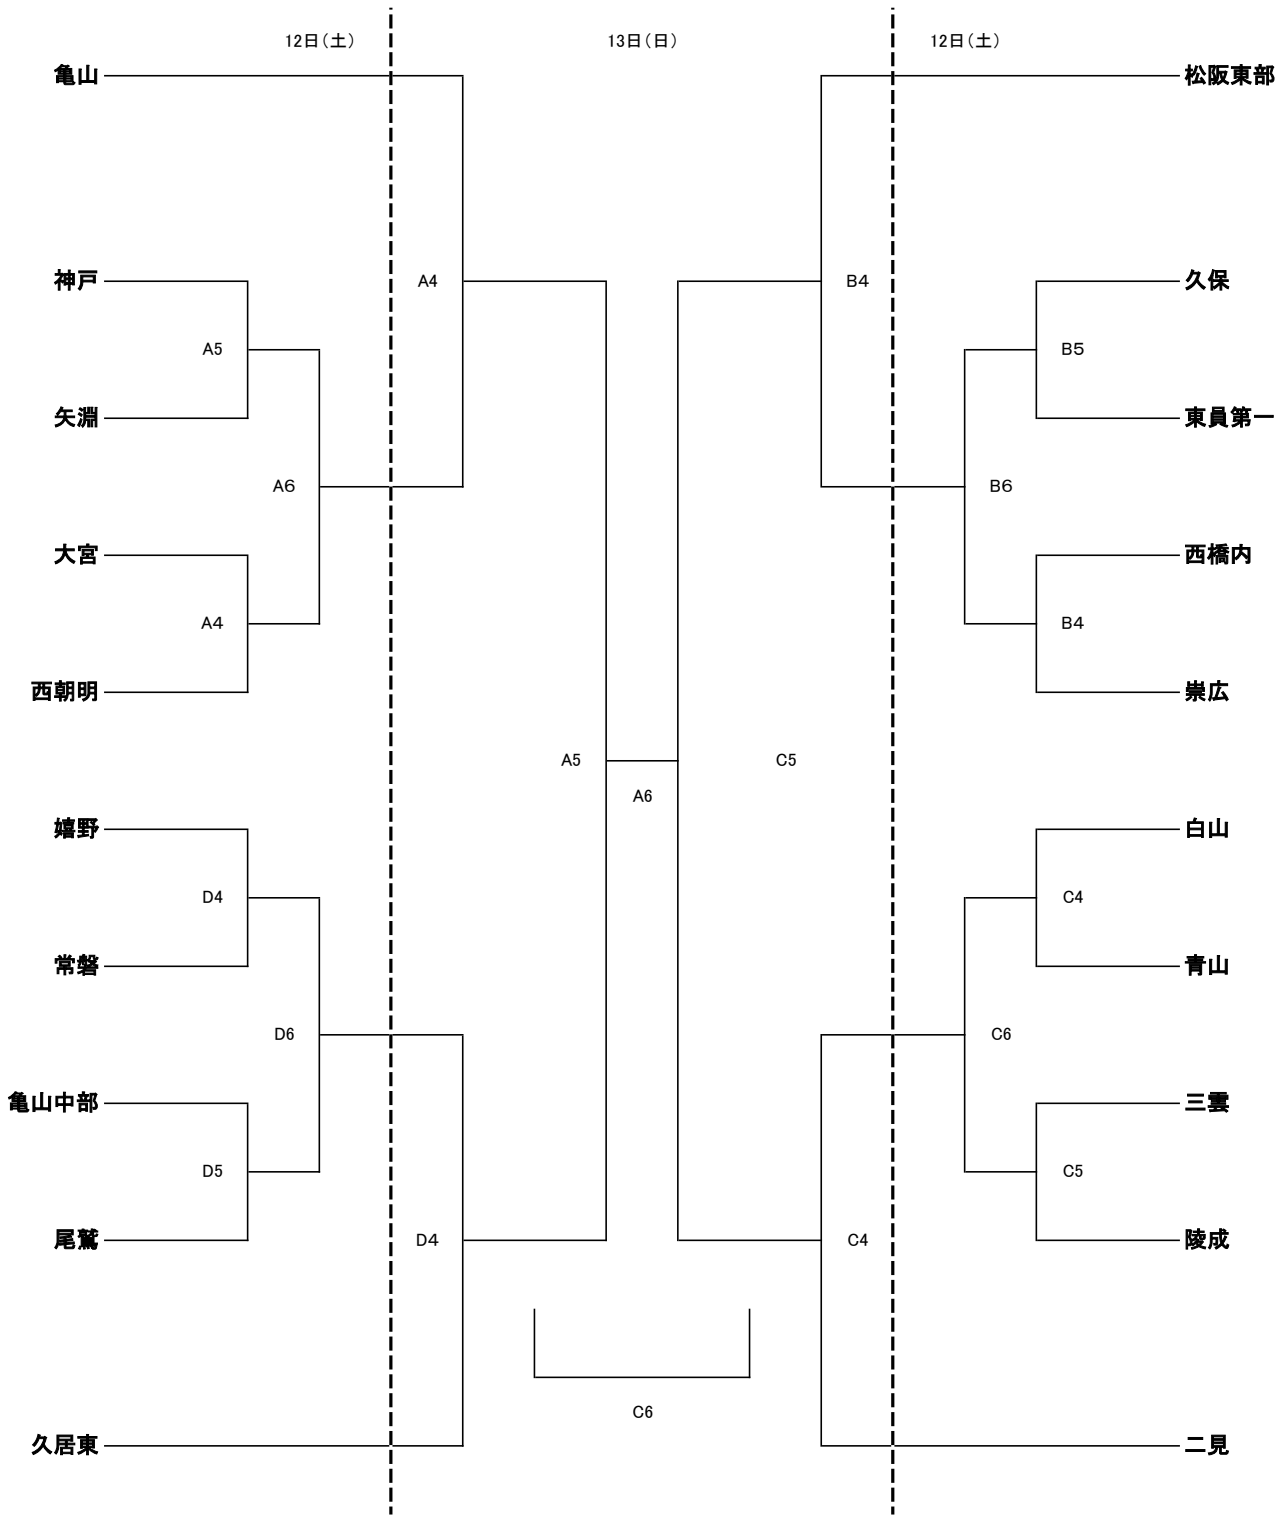 12日(土)
13日(日)
12日(土)
亀山
松阪東部
神戸
A4
B4
久保
A5
B5
矢淵
東員第一
A6
B6
大宮
西橋内
A4
B4
西朝明
崇広
A5
C5
A6
嬉野
白山
D4
C4
常磐
青山
D6
C6
亀山中部
三雲
D5
C5
尾鷲
D4
C4
陵成
C6
久居東
二見